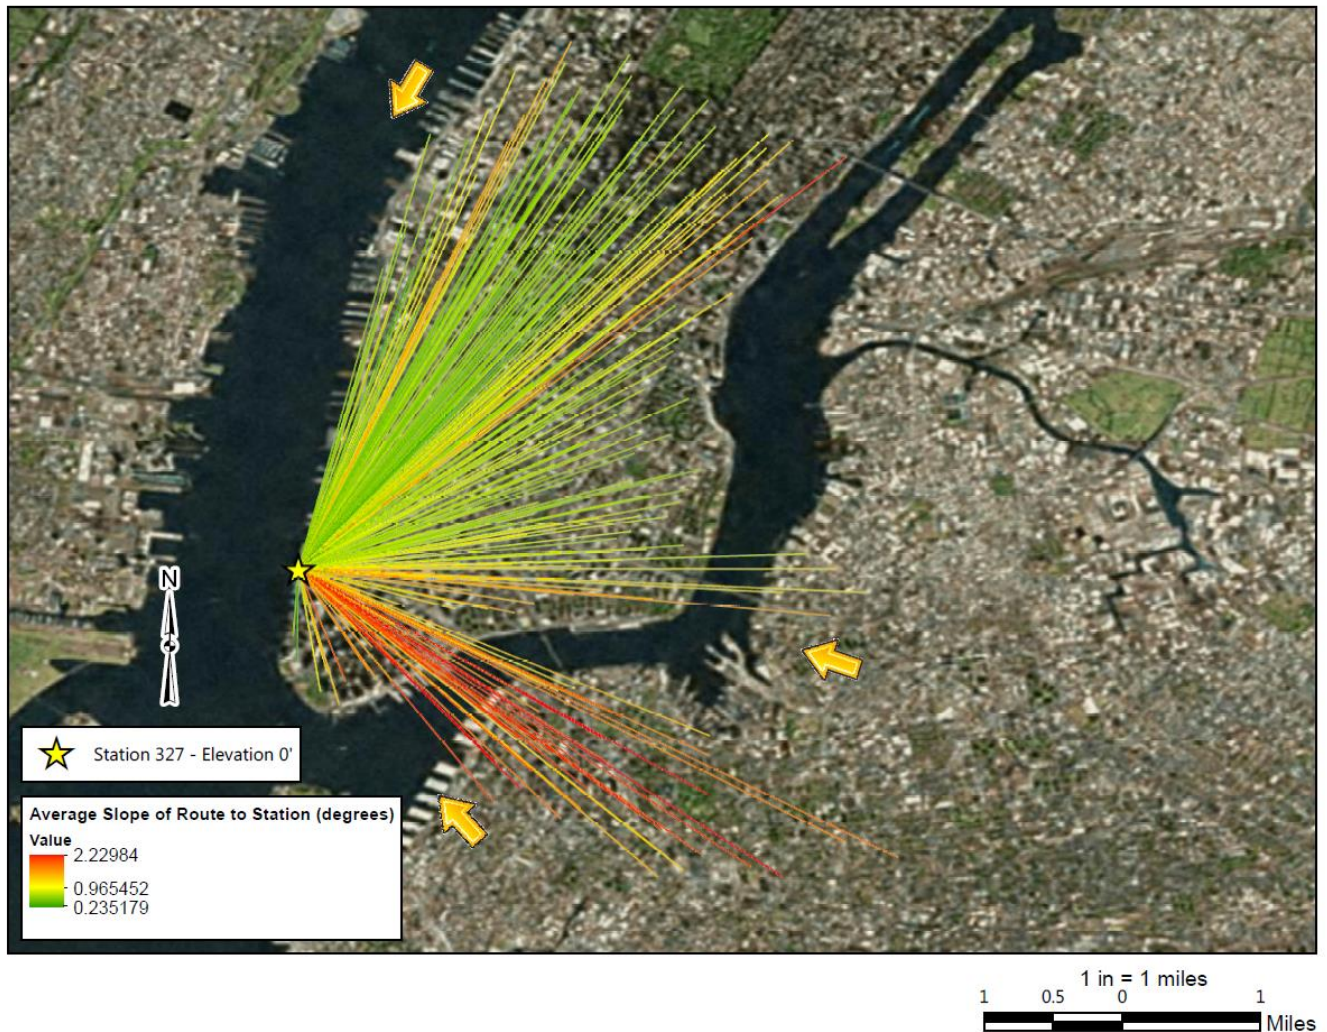 N
Station 327 - Elevation 0'
Average Slope of Route to Station (degrees)
Value
2.22984
0.965452
0.235179
1 in = 1 miles
1 0.5 0 1
Miles